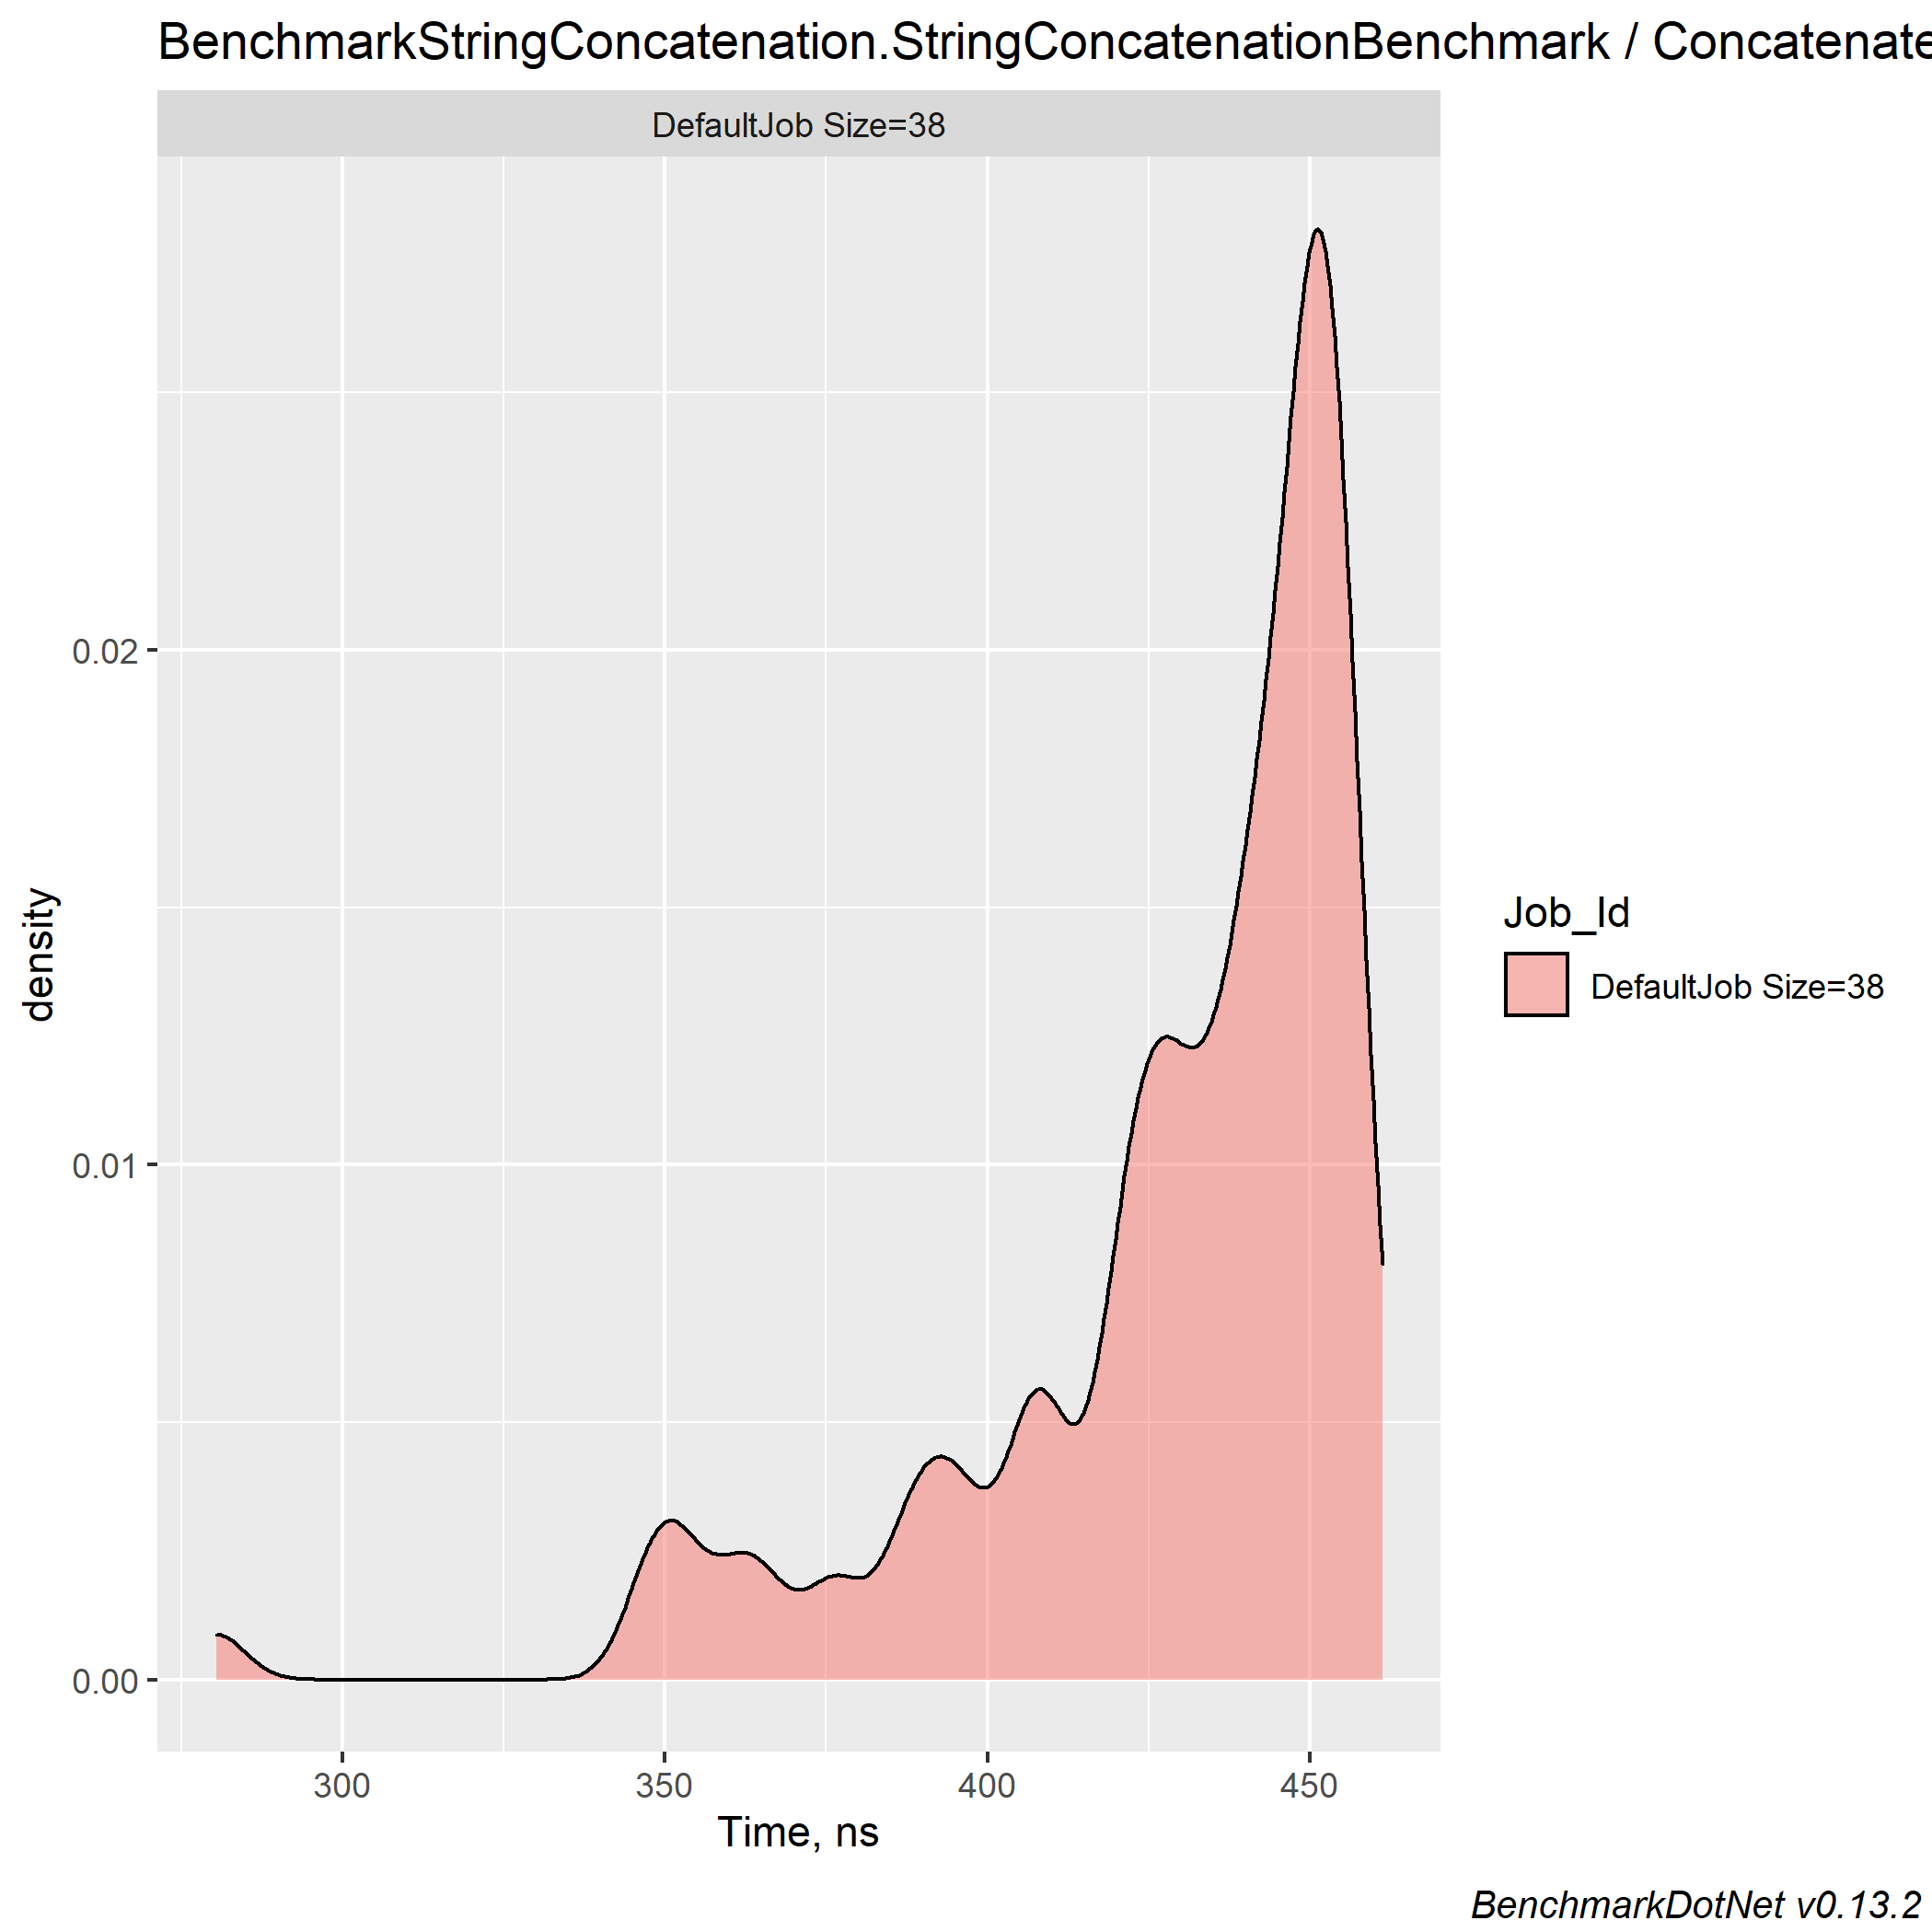 BenchmarkStringConcatenation.StringConcatenationBenchmark / Concatenate
DefaultJob Size=38
0.02
0.01
0.00
density
300 350 400 450
Time, ns
Job_Id
DefaultJob Size=38
BenchmarkDotNet v0.13.2